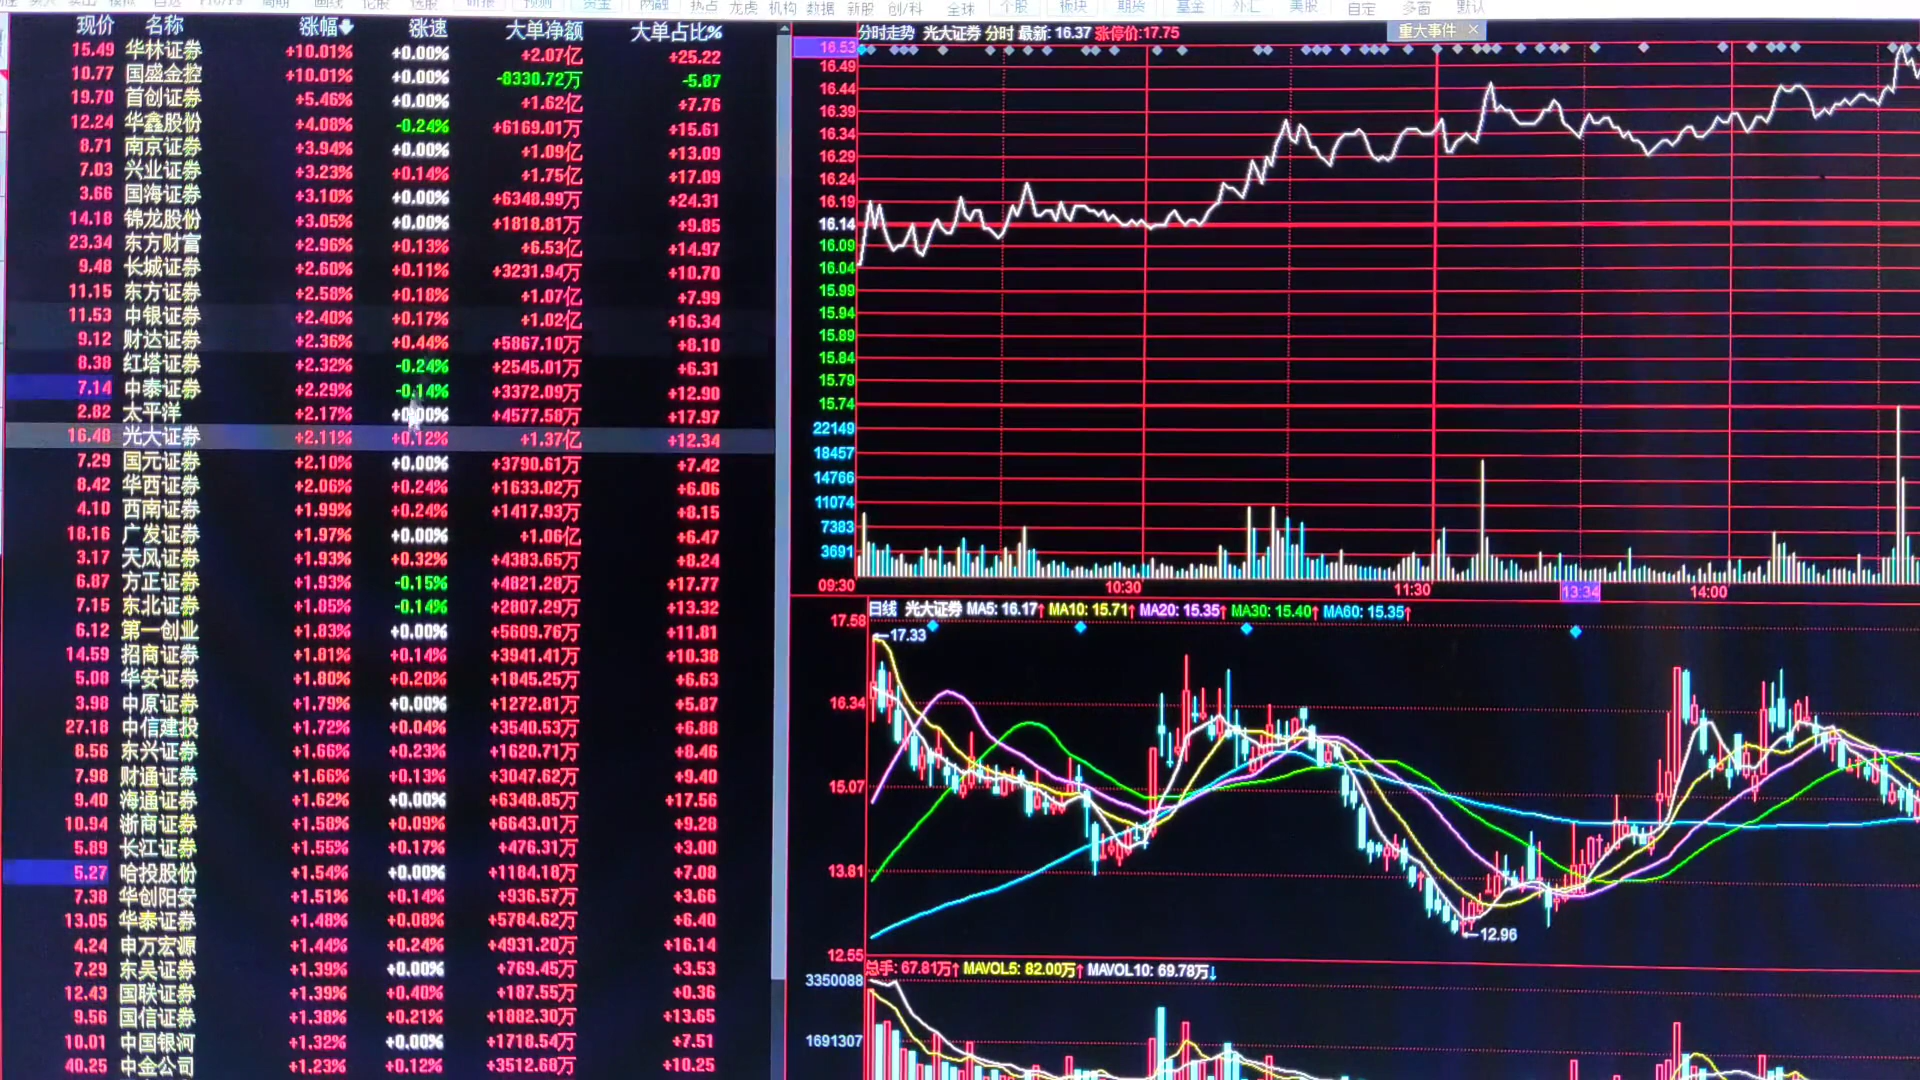 现价 名称 涨幅 涨速 大单净额 大单占比%
15.49 华林证券 +10.01% +0.00% +2.07亿 +25.22
10.77 国盛金控 +10.01% +0.00% -8330.72万 -5.87
19.70 首创证券 +5.46% +0.00% +1.62亿 +7.76
12.24 华鑫股份 +4.08% -0.24% +6169.01万 +15.61
8.71 南京证券 +3.94% +0.00% +1.09亿 +13.09
7.03 兴业证券 +3.23% +0.14% +1.75亿 +17.09
3.66 国海证券 +3.10% +0.00% +6348.99万 +24.31
14.18 锦龙股份 +3.05% +0.00% +1818.81万 +9.85
23.34 东方财富 +2.96% +0.13% +6.53亿 +14.97
9.48 长城证券 +2.60% +0.11% +3231.94万 +10.70
11.15 东方证券 +2.58% +0.18% +1.07亿 +7.99
11.53 中银证券 +2.40% +0.17% +1.02亿 +16.34
9.12 财达证券 +2.36% +0.44% +5867.10万 +8.10
8.38 红塔证券 +2.32% -0.24% +2545.01万 +6.31
7.14 中泰证券 +2.29% -0.14% +3372.09万 +12.90
2.82 太平洋 +2.17% +0.00% +4577.58万 +17.97
16.40 光大证券 +2.11% +0.12% +1.37亿 +12.34
7.29 国元证券 +2.10% +0.00% +3790.61万 +7.42
8.42 华西证券 +2.06% +0.24% +1633.02万 +6.06
4.10 西南证券 +1.99% +0.24% +1417.93万 +8.15
18.16 广发证券 +1.97% +0.00% +1.06亿 +6.47
3.17 天风证券 +1.93% +0.32% +4383.65万 +8.24
6.87 方正证券 +1.93% -0.15% +4821.28万 +17.77
7.15 东北证券 +1.85% -0.14% +2807.29万 +13.32
6.12 第一创业 +1.83% +0.00% +5609.76万 +11.81
14.59 招商证券 +1.81% +0.14% +3941.41万 +10.38
5.08 华安证券 +1.80% +0.20% +1845.25万 +6.63
3.98 中原证券 +1.79% +0.00% +1272.81万 +5.87
27.18 中信建投 +1.72% +0.04% +3540.53万 +6.88
8.56 东兴证券 +1.66% +0.23% +1620.71万 +8.46
7.98 财通证券 +1.66% +0.13% +3047.62万 +9.40
9.40 海通证券 +1.62% +0.00% +6348.85万 +17.56
10.94 浙商证券 +1.58% +0.09% +6643.01万 +9.28
5.89 长江证券 +1.55% +0.17% +476.31万 +3.00
5.27 哈投股份 +1.54% +0.00% +1184.18万 +7.08
7.38 华创阳安 +1.51% +0.14% +936.57万 +3.66
13.05 华泰证券 +1.48% +0.08% +5784.62万 +6.40
4.24 申万宏源 +1.44% +0.24% +4931.20万 +16.14
7.29 东吴证券 +1.39% +0.00% +769.45万 +3.53
12.43 国联证券 +1.39% +0.40% +187.55万 +0.36
9.56 国信证券 +1.38% +0.21% +1882.30万 +13.65
10.01 中国银河 +1.32% +0.00% +1718.54万 +7.51
40.25 中金公司 +1.23% +0.12% +3512.68万 +10.25
分时走势 光大证券 分时 最新: 16.37 涨停价:17.75
重大事件 ×
16.53
16.49
16.44
16.39
16.34
16.29
16.24
16.19
16.14
16.09
16.04
15.99
15.94
15.89
15.84
15.79
15.74
22149
18457
14766
11074
7383
3691
09:30 10:30 11:30 13:34 14:00
日线 光大证券 MA5: 16.17↑ MA10: 15.71↑ MA20: 15.35↑ MA30: 15.40↑ MA60: 15.35↑
17.58
17.33
16.34
15.07
13.81
12.96
12.55
总手: 67.81万↑ MAVOL5: 82.00万↑ MAVOL10: 69.78万↓
3350088
1691307